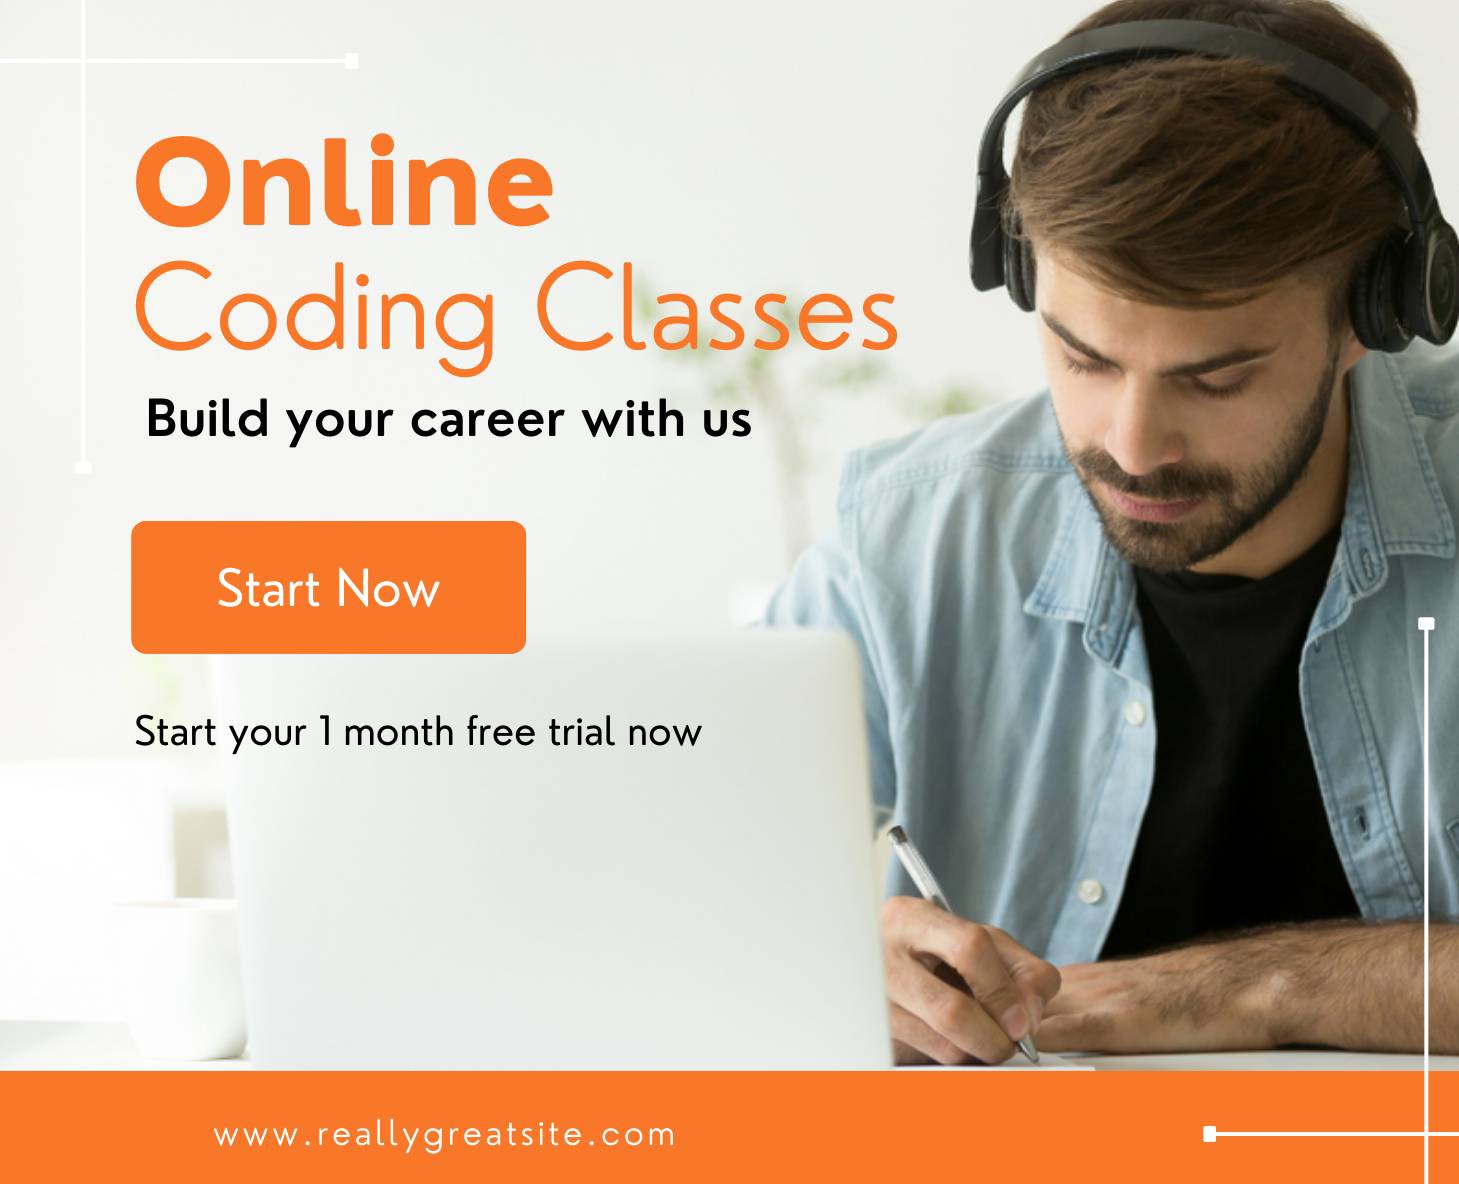 Online
Coding Classes
Build your career with us
Start Now
Start your 1 month free trial now
www.reallygreatsite.com